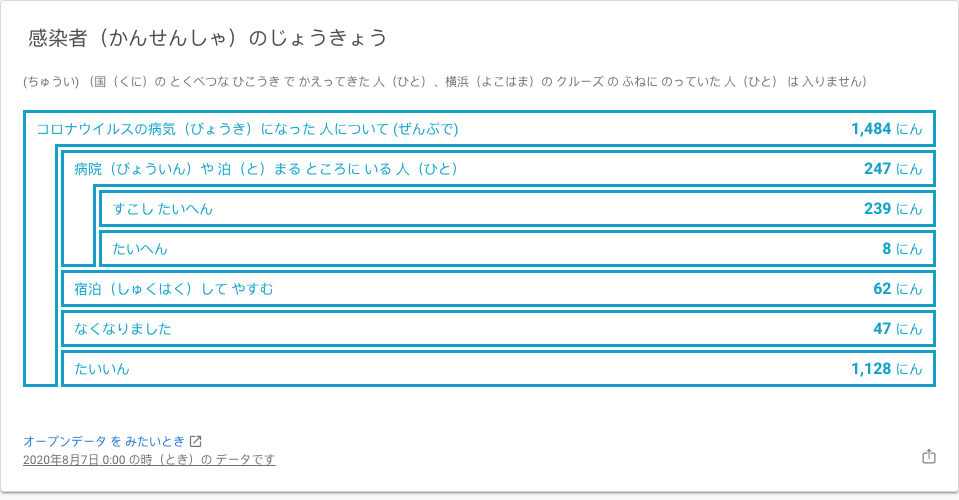 感染者（かんせんしゃ）のじょうきょう
(ちゅうい) （国（くに）の とくべつな ひこうき で かえってきた 人（ひと）、横浜（よこはま）の クルーズ の ふねに のっていた 人（ひと） は 入りません）
コロナウイルスの病気（びょうき）になった 人について (ぜんぶで) 1,484 にん
病院（びょういん）や 泊（と）まる ところに いる 人（ひと） 247 にん
すこし たいへん 239 にん
たいへん 8 にん
宿泊（しゅくはく）して やすむ 62 にん
なくなりました 47 にん
たいいん 1,128 にん
オープンデータ を みたいとき
2020年8月7日 0:00 の時（とき）の データです